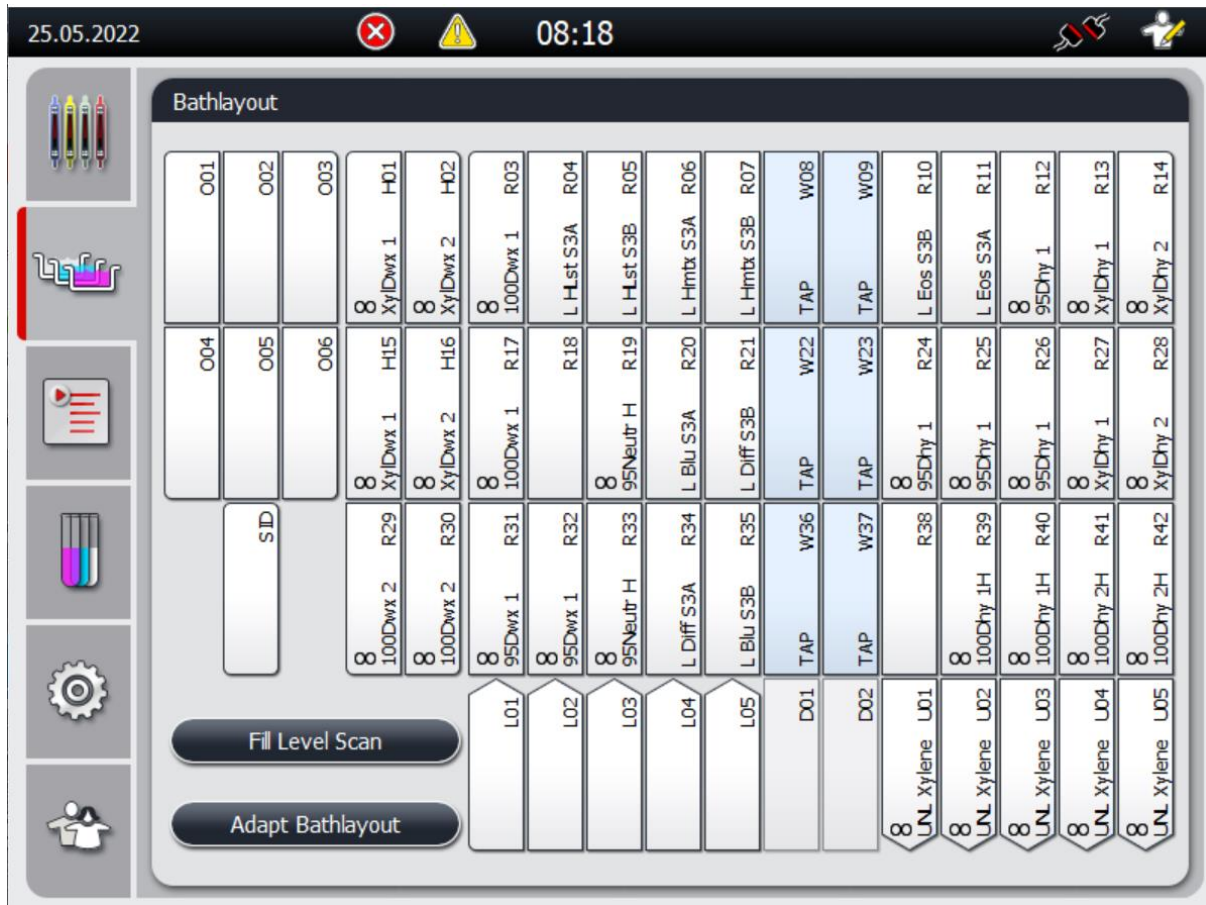 25.05.2022
08:18
Bathlayout
O01
O02
O03
H01
∞ XylDwx 1
H02
∞ XylDwx 2
R03
∞ 100Dwx 1
R04
L HLst S3A
R05
L HLst S3B
R06
L Hmtx S3A
R07
L Hmtx S3B
W08
TAP
W09
TAP
R10
L Eos S3B
R11
L Eos S3A
R12
∞ 95Dhy 1
R13
∞ XylDhy 1
R14
∞ XylDhy 2
O04
O05
O06
H15
∞ XylDwx 1
H16
∞ XylDwx 2
R17
∞ 100Dwx 1
R18
R19
∞ 95Neutr H
R20
L Blu S3A
R21
L Diff S3B
W22
TAP
W23
TAP
R24
∞ 95Dhy 1
R25
∞ 95Dhy 1
R26
∞ 95Dhy 1
R27
∞ XylDhy 1
R28
∞ XylDhy 2
SID
R29
∞ 100Dwx 2
R30
∞ 100Dwx 2
R31
∞ 95Dwx 1
R32
∞ 95Dwx 1
R33
∞ 95Neutr H
R34
L Diff S3A
R35
L Blu S3B
W36
TAP
W37
TAP
R38
R39
∞ 100Dhy 1H
R40
∞ 100Dhy 1H
R41
∞ 100Dhy 2H
R42
∞ 100Dhy 2H
L01
L02
L03
L04
L05
D01
D02
U01
∞ UNL Xylene
U02
∞ UNL Xylene
U03
∞ UNL Xylene
U04
∞ UNL Xylene
U05
∞ UNL Xylene
Fill Level Scan
Adapt Bathlayout